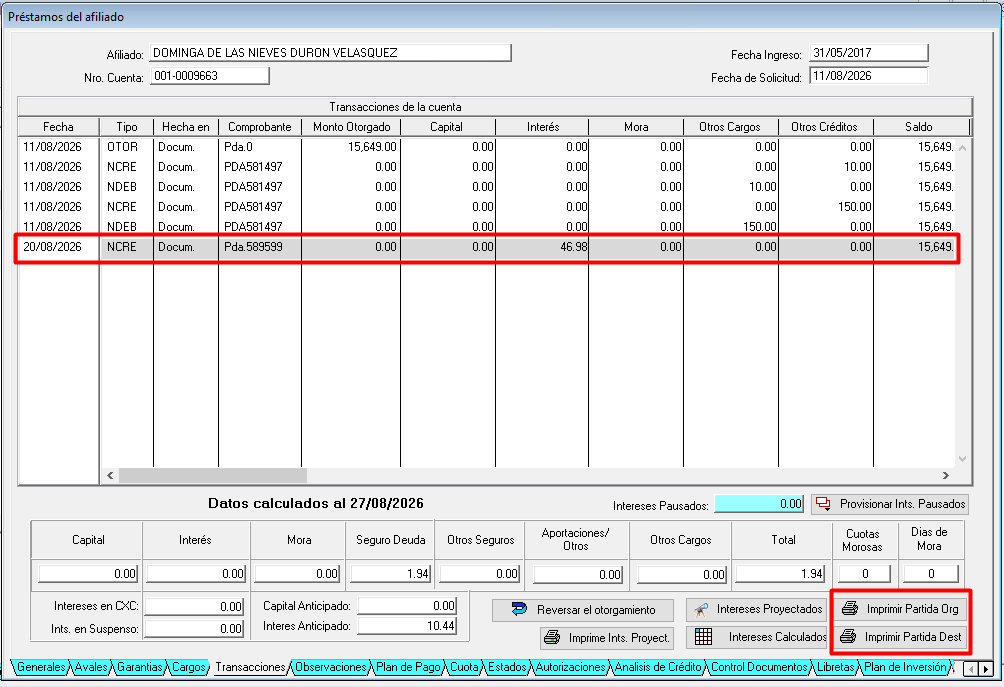 Préstamos del afiliado
Afiliado: DOMINGA DE LAS NIEVES DURON VELASQUEZ Fecha Ingreso: 31/05/2017
Nro. Cuenta: 001-0009663 Fecha de Solicitud: 11/08/2026
Transacciones de la cuenta
Fecha Tipo Hecha en Comprobante Monto Otorgado Capital Interés Mora Otros Cargos Otros Créditos Saldo
11/08/2026 OTOR Docum. Pda.0 15,649.00 0.00 0.00 0.00 0.00 0.00 15,649.
11/08/2026 NCRE Docum. PDA581497 0.00 0.00 0.00 0.00 0.00 10.00 15,649.
11/08/2026 NDEB Docum. PDA581497 0.00 0.00 0.00 0.00 10.00 0.00 15,649.
11/08/2026 NCRE Docum. PDA581497 0.00 0.00 0.00 0.00 0.00 150.00 15,649.
11/08/2026 NDEB Docum. PDA581497 0.00 0.00 0.00 0.00 150.00 0.00 15,649.
20/08/2026 NCRE Docum. Pda.589599 0.00 0.00 46.98 0.00 0.00 0.00 15,649.
Datos calculados al 27/08/2026 Intereses Pausados: 0.00 Provisionar Ints. Pausados
Capital Interés Mora Seguro Deuda Otros Seguros Aportaciones/ Otros Otros Cargos Total Cuotas Morosas Dias de Mora
0.00 0.00 0.00 1.94 0.00 0.00 0.00 1.94 0 0
Intereses en CXC: 0.00 Capital Anticipado: 0.00 Reversar el otorgamiento Intereses Proyectados Imprimir Partida Org
Ints. en Suspenso: 0.00 Interes Anticipado: 10.44 Imprime Ints. Proyect. Intereses Calculados Imprimir Partida Dest
Generales Avales Garantias Cargos Transacciones Observaciones Plan de Pago Cuota Estados Autorizaciones Analisis de Crédito Control Documentos Libretas Plan de Inversión